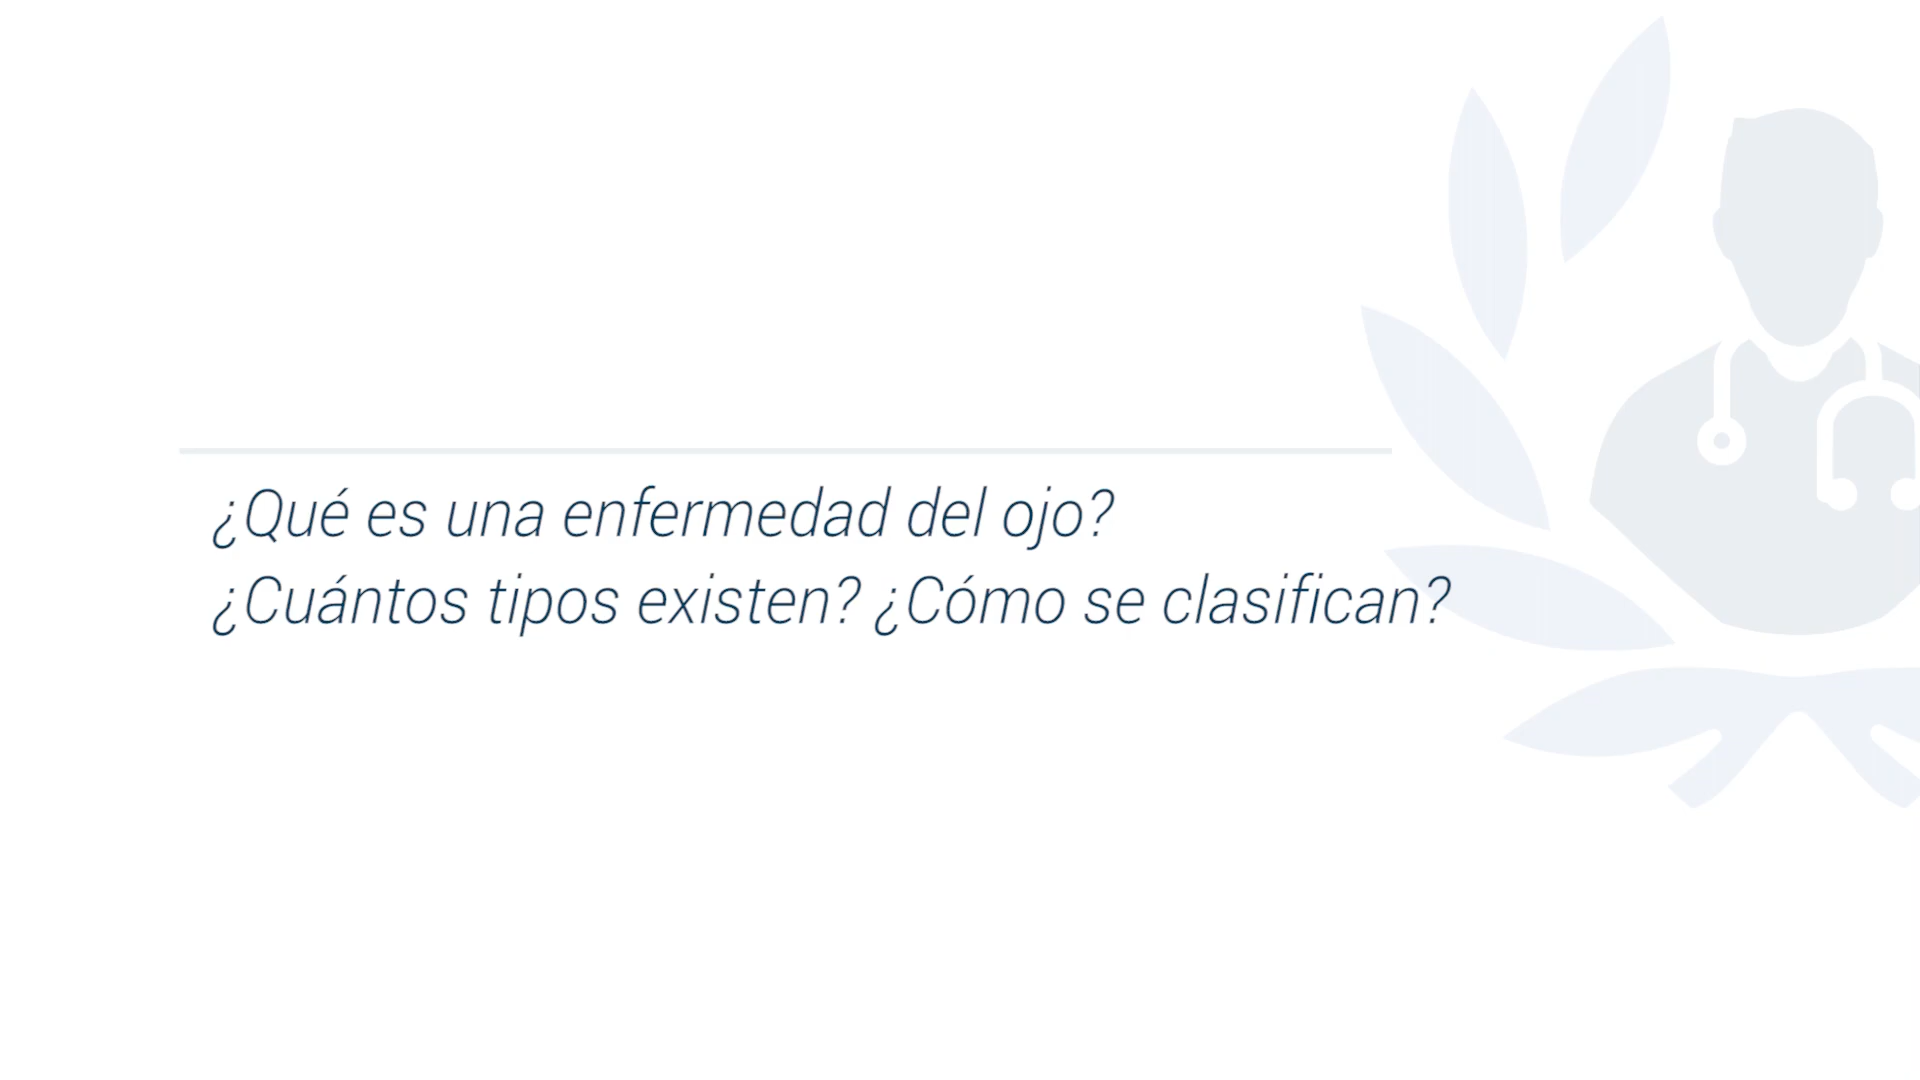 ¿Qué es una enfermedad del ojo?
¿Cuántos tipos existen? ¿Cómo se clasifican?